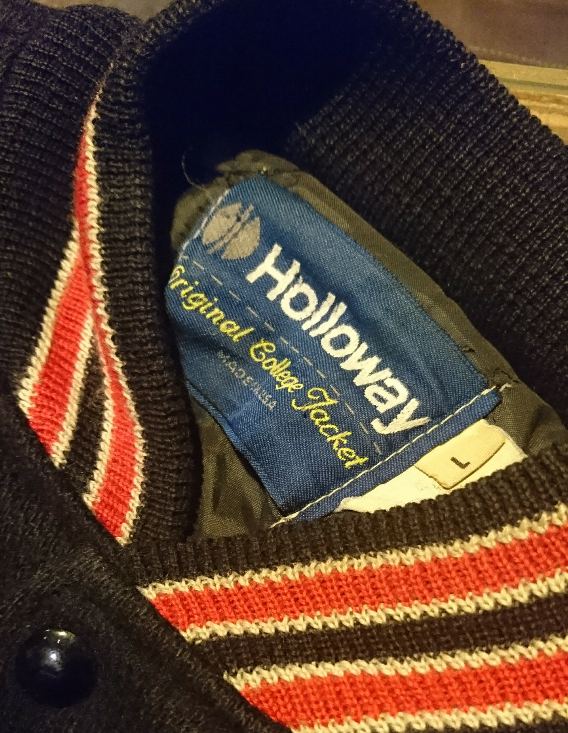 Holloway
Original College Jacket
MADE IN USA
L